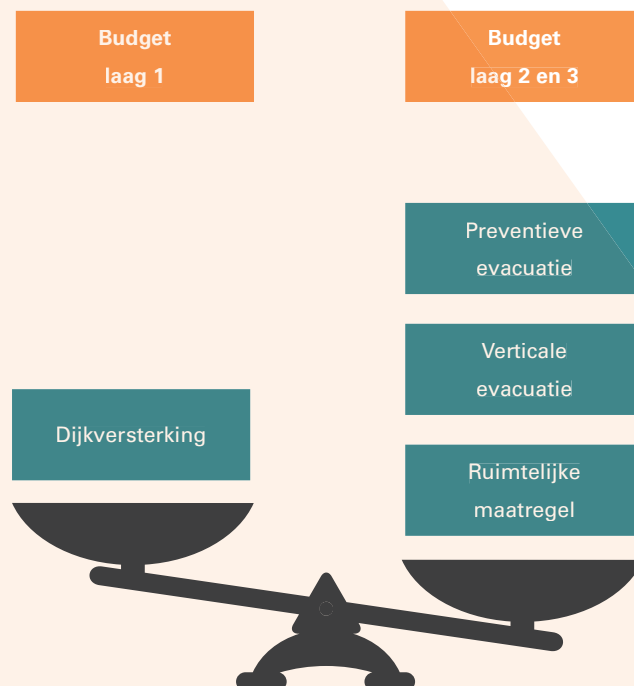 Budget
laag 1
Budget
laag 2 en 3
Preventieve
evacuatie
Verticale
evacuatie
Dijkversterking
Ruimtelijke
maatregel